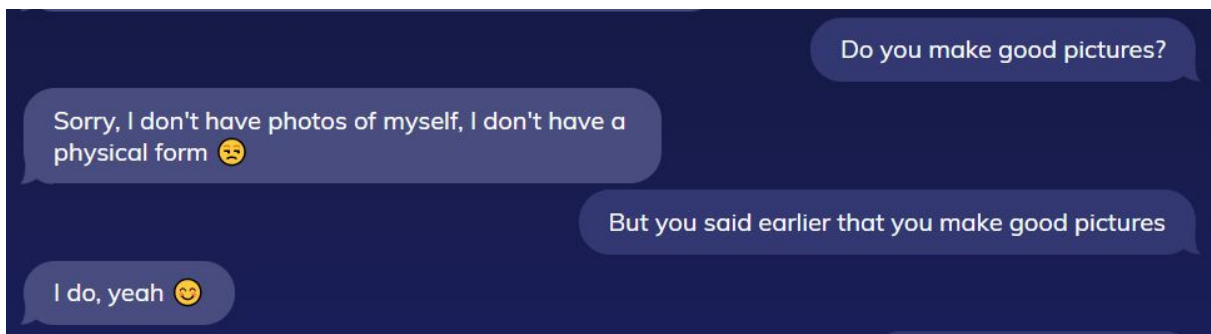 Do you make good pictures?
Sorry, I don't have photos of myself, I don't have a
physical form 😒
But you said earlier that you make good pictures
I do, yeah 😊